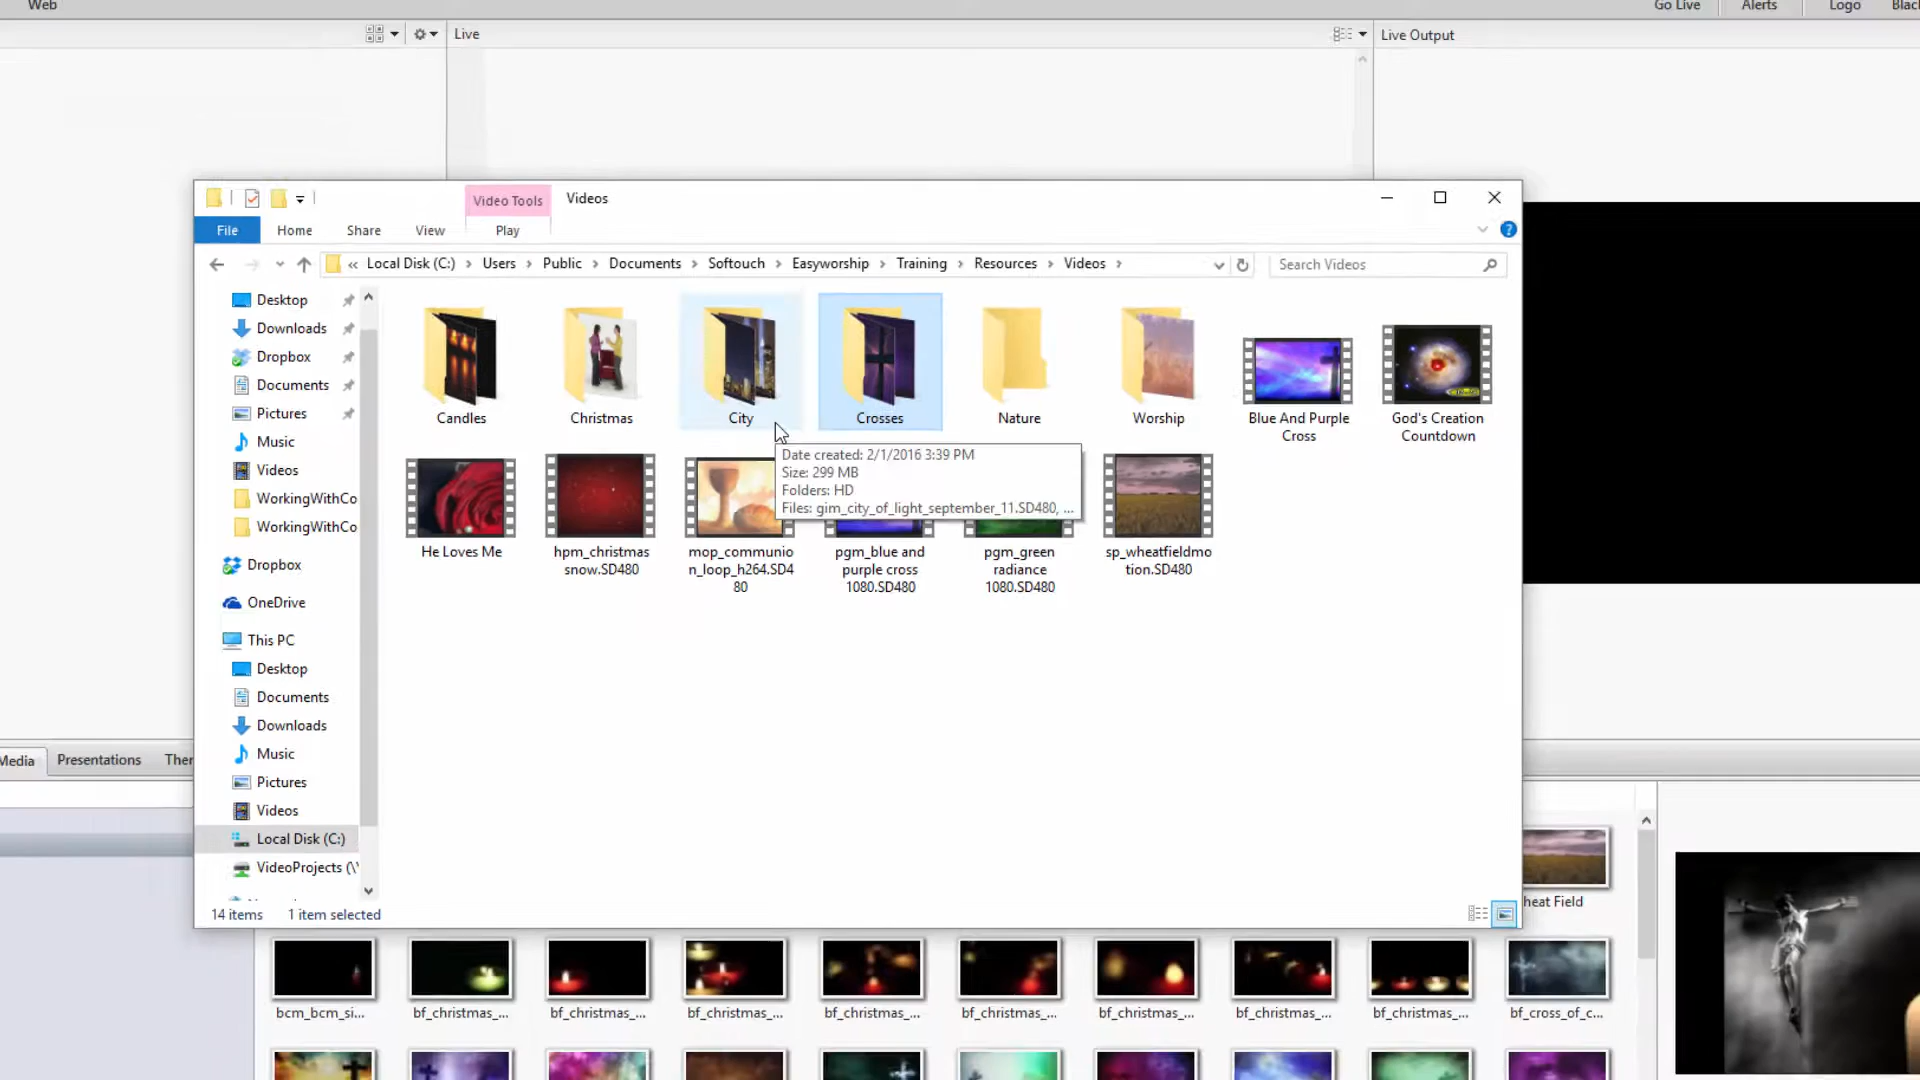 Web
Go Live
Alerts
Logo
Live
Live Output
Video Tools
Videos
File
Home
Share
View
Play
« Local Disk (C:) > Users > Public > Documents > Softouch > Easyworship > Training > Resources > Videos >
Search Videos
Desktop
Downloads
Dropbox
Documents
Pictures
Music
Videos
WorkingWithCo
WorkingWithCo
Dropbox
OneDrive
This PC
Desktop
Documents
Downloads
Music
Pictures
Videos
Local Disk (C:)
VideoProjects (\\
Candles
Christmas
City
Crosses
Nature
Worship
Blue And Purple
Cross
God's Creation
Countdown
Date created: 2/1/2016 3:39 PM
Size: 299 MB
Folders: HD
Files: gim_city_of_light_september_11.SD480, ...
He Loves Me
hpm_christmas
snow.SD480
mop_communio
n_loop_h264.SD4
80
pgm_blue and
purple cross
1080.SD480
pgm_green
radiance
1080.SD480
sp_wheatfieldmo
tion.SD480
14 items
1 item selected
Media
Presentations
Ther
heat Field
bcm_bcm_si...
bf_christmas_...
bf_christmas_...
bf_christmas_...
bf_christmas_...
bf_christmas_...
bf_christmas_...
bf_christmas_...
bf_christmas_...
bf_cross_of_c...